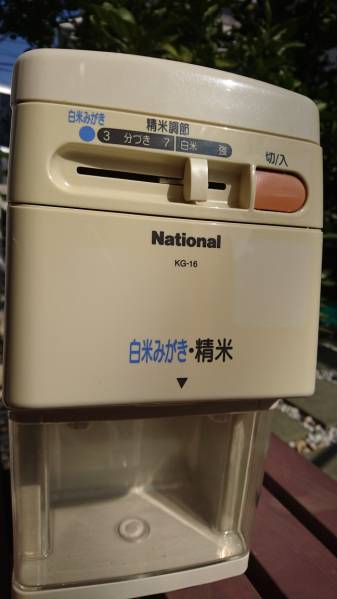 白米みがき
精米調節
3 分づき 7 白米 強
切/入
National
KG-16
白米みがき・精米